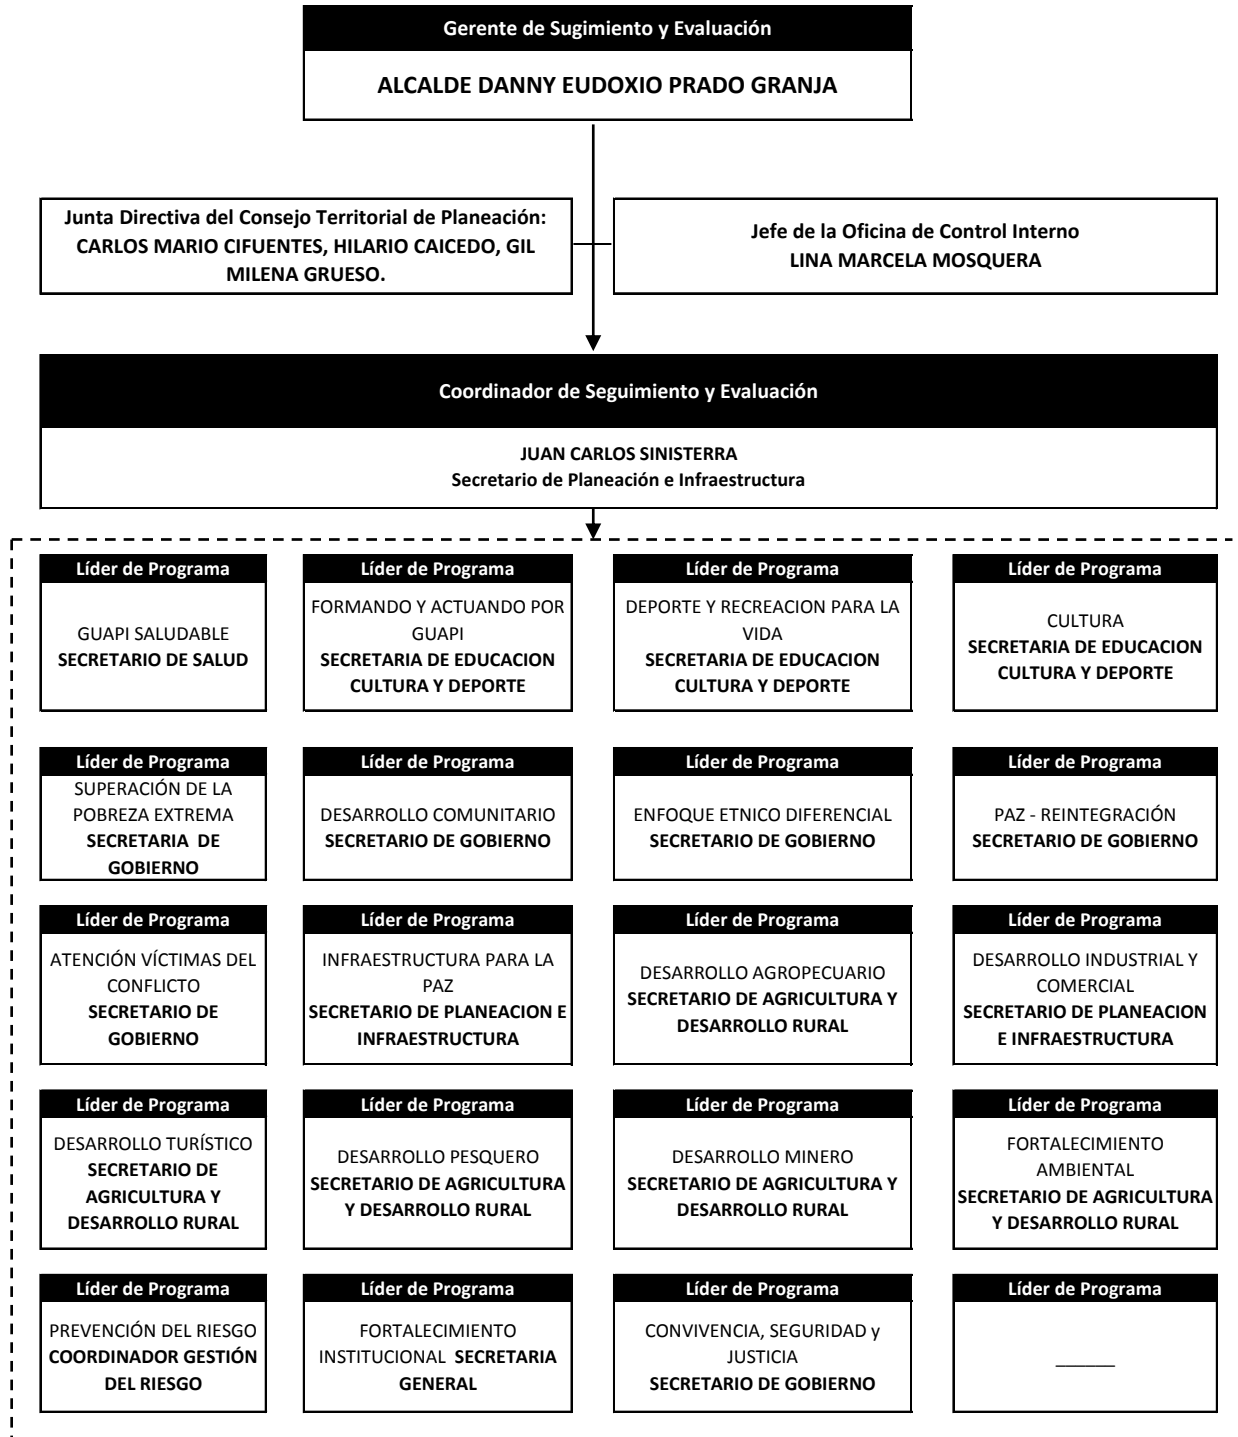 Gerente de Sugimiento y Evaluación
ALCALDE DANNY EUDOXIO PRADO GRANJA
Junta Directiva del Consejo Territorial de Planeación:
CARLOS MARIO CIFUENTES, HILARIO CAICEDO, GIL
MILENA GRUESO.
Jefe de la Oficina de Control Interno
LINA MARCELA MOSQUERA
Coordinador de Seguimiento y Evaluación
JUAN CARLOS SINISTERRA
Secretario de Planeación e Infraestructura
Líder de Programa
GUAPI SALUDABLE
SECRETARIO DE SALUD
Líder de Programa
FORMANDO Y ACTUANDO POR
GUAPI
SECRETARIA DE EDUCACION
CULTURA Y DEPORTE
Líder de Programa
DEPORTE Y RECREACION PARA LA
VIDA
SECRETARIA DE EDUCACION
CULTURA Y DEPORTE
Líder de Programa
CULTURA
SECRETARIA DE EDUCACION
CULTURA Y DEPORTE
Líder de Programa
SUPERACIÓN DE LA
POBREZA EXTREMA
SECRETARIA DE
GOBIERNO
Líder de Programa
DESARROLLO COMUNITARIO
SECRETARIO DE GOBIERNO
Líder de Programa
ENFOQUE ETNICO DIFERENCIAL
SECRETARIO DE GOBIERNO
Líder de Programa
PAZ - REINTEGRACIÓN
SECRETARIO DE GOBIERNO
Líder de Programa
ATENCIÓN VÍCTIMAS DEL
CONFLICTO
SECRETARIO DE
GOBIERNO
Líder de Programa
INFRAESTRUCTURA PARA LA
PAZ
SECRETARIO DE PLANEACION E
INFRAESTRUCTURA
Líder de Programa
DESARROLLO AGROPECUARIO
SECRETARIO DE AGRICULTURA Y
DESARROLLO RURAL
Líder de Programa
DESARROLLO INDUSTRIAL Y
COMERCIAL
SECRETARIO DE PLANEACION
E INFRAESTRUCTURA
Líder de Programa
DESARROLLO TURÍSTICO
SECRETARIO DE
AGRICULTURA Y
DESARROLLO RURAL
Líder de Programa
DESARROLLO PESQUERO
SECRETARIO DE AGRICULTURA
Y DESARROLLO RURAL
Líder de Programa
DESARROLLO MINERO
SECRETARIO DE AGRICULTURA Y
DESARROLLO RURAL
Líder de Programa
FORTALECIMIENTO
AMBIENTAL
SECRETARIO DE AGRICULTURA
Y DESARROLLO RURAL
Líder de Programa
PREVENCIÓN DEL RIESGO
COORDINADOR GESTIÓN
DEL RIESGO
Líder de Programa
FORTALECIMIENTO
INSTITUCIONAL SECRETARIA
GENERAL
Líder de Programa
CONVIVENCIA, SEGURIDAD y
JUSTICIA
SECRETARIO DE GOBIERNO
Líder de Programa
______